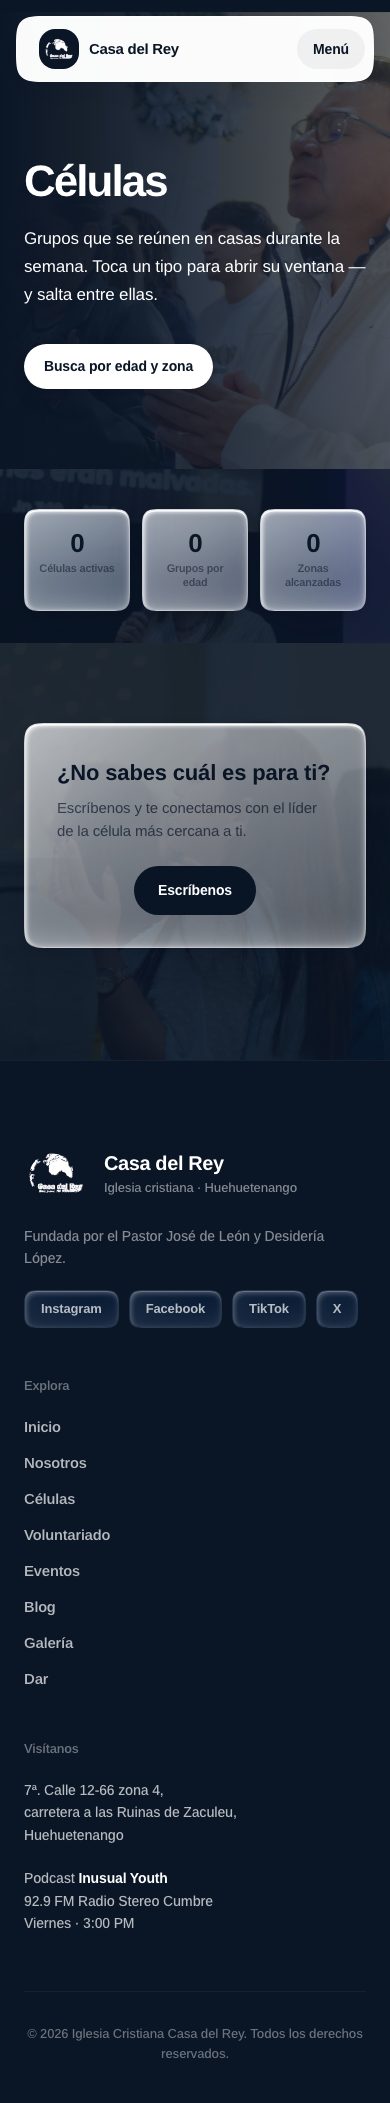 Casa del Rey
Menú
Células
Grupos que se reúnen en casas durante la
semana. Toca un tipo para abrir su ventana —
y salta entre ellas.
Busca por edad y zona
0
Células activas
0
Grupos por
edad
0
Zonas
alcanzadas
¿No sabes cuál es para ti?
Escríbenos y te conectamos con el líder
de la célula más cercana a ti.
Escríbenos
Casa del Rey
Casa del Rey
Iglesia cristiana · Huehuetenango
Fundada por el Pastor José de León y Desidería
López.
Instagram
Facebook
TikTok
X
Explora
Inicio
Nosotros
Células
Voluntariado
Eventos
Blog
Galería
Dar
Visítanos
7ª. Calle 12-66 zona 4,
carretera a las Ruinas de Zaculeu,
Huehuetenango
Podcast Inusual Youth
92.9 FM Radio Stereo Cumbre
Viernes · 3:00 PM
© 2026 Iglesia Cristiana Casa del Rey. Todos los derechos
reservados.